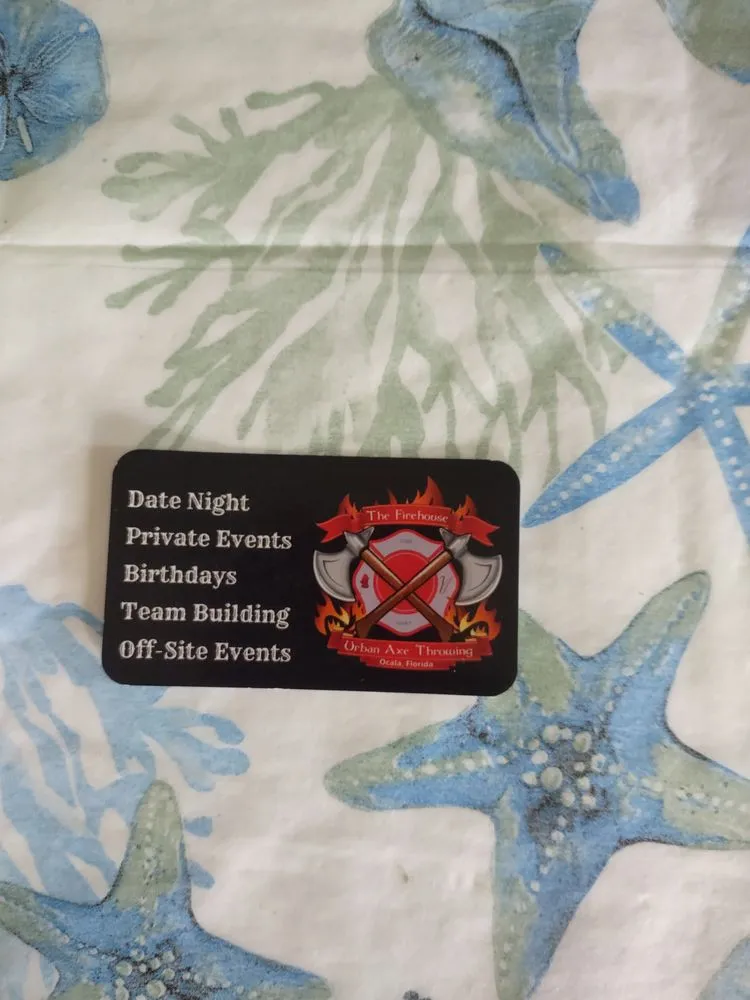 Date Night
Private Events
Birthdays
Team Building
Off-Site Events
The Firehouse
Urban Axe Throwing
Ocala, Florida